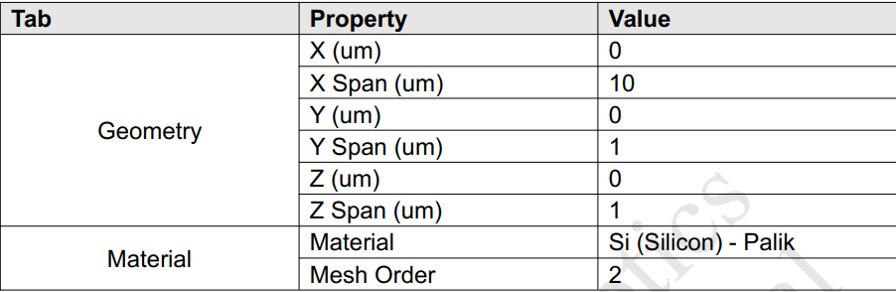 Tab Property Value
Geometry X (um) 0
X Span (um) 10
Y (um) 0
Y Span (um) 1
Z (um) 0
Z Span (um) 1
Material Material Si (Silicon) - Palik
Mesh Order 2